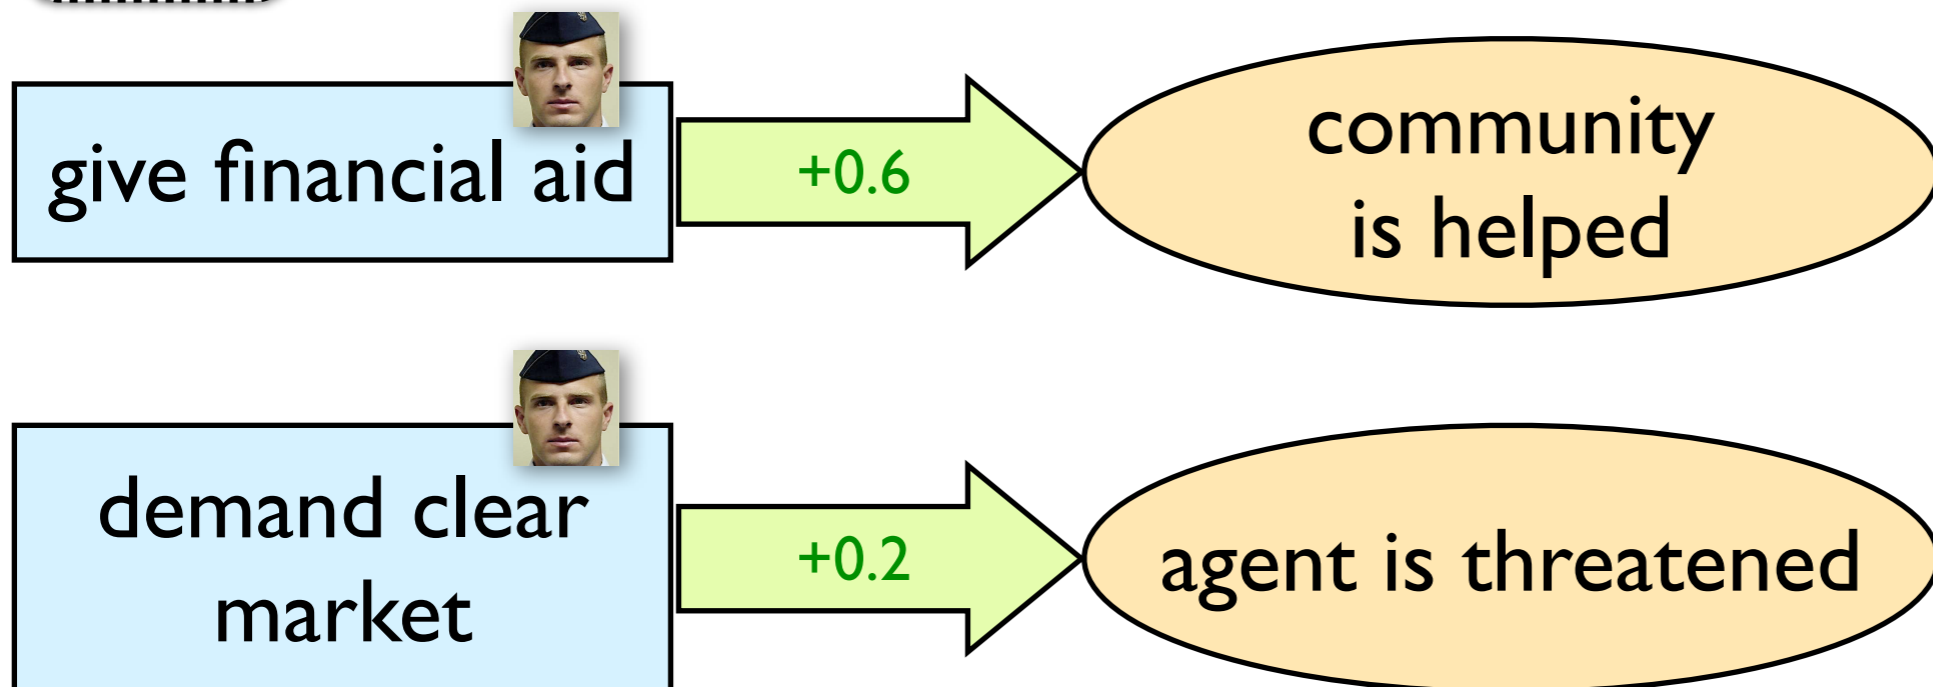 give financial aid
+0.6
community
is helped
demand clear
market
+0.2
agent is threatened